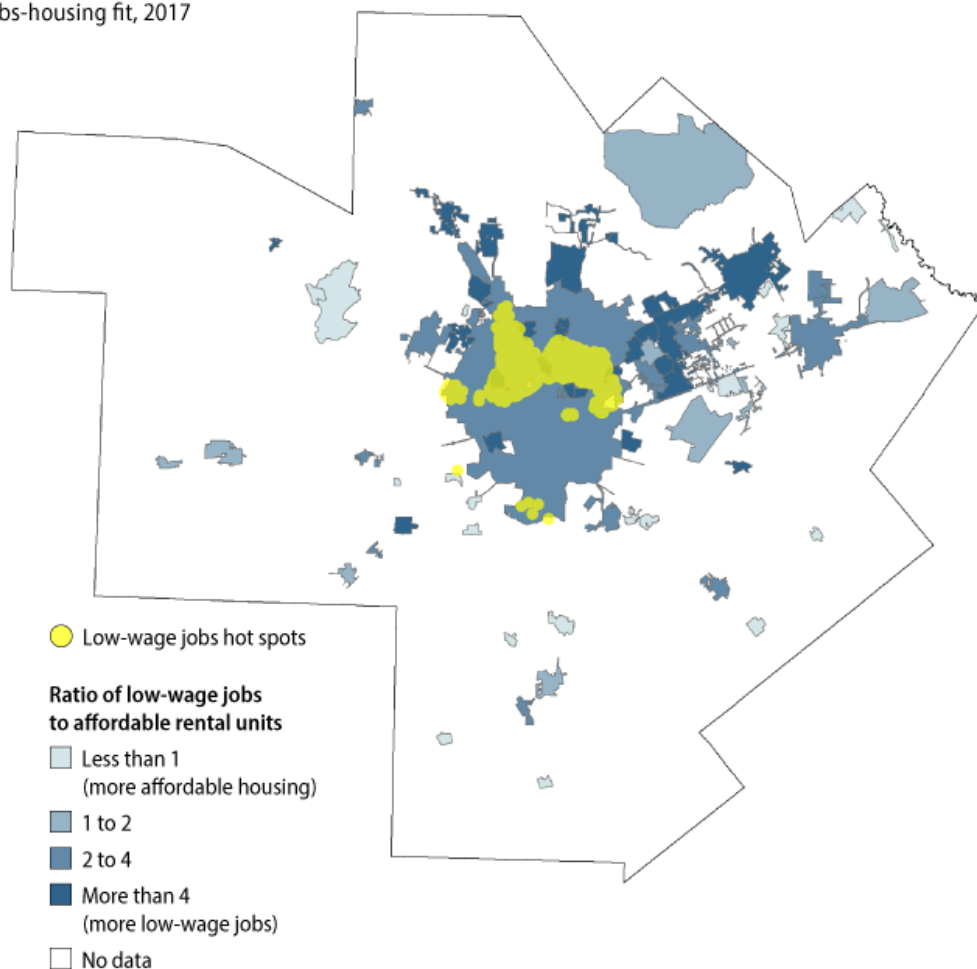 bs-housing fit, 2017
Low-wage jobs hot spots
Ratio of low-wage jobs
to affordable rental units
Less than 1
(more affordable housing)
1 to 2
2 to 4
More than 4
(more low-wage jobs)
No data